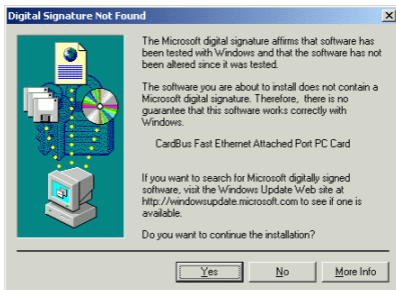 Digital Signature Not Found
The Microsoft digital signature affirms that software has
been tested with Windows and that the software has not
been altered since it was tested.
The software you are about to install does not contain a
Microsoft digital signature. Therefore, there is no
guarantee that this software works correctly with
Windows.
CardBus Fast Ethernet Attached Port PC Card
If you want to search for Microsoft digitally signed
software, visit the Windows Update Web site at
http://windowsupdate.microsoft.com to see if one is
available.
Do you want to continue the installation?
Yes No More Info